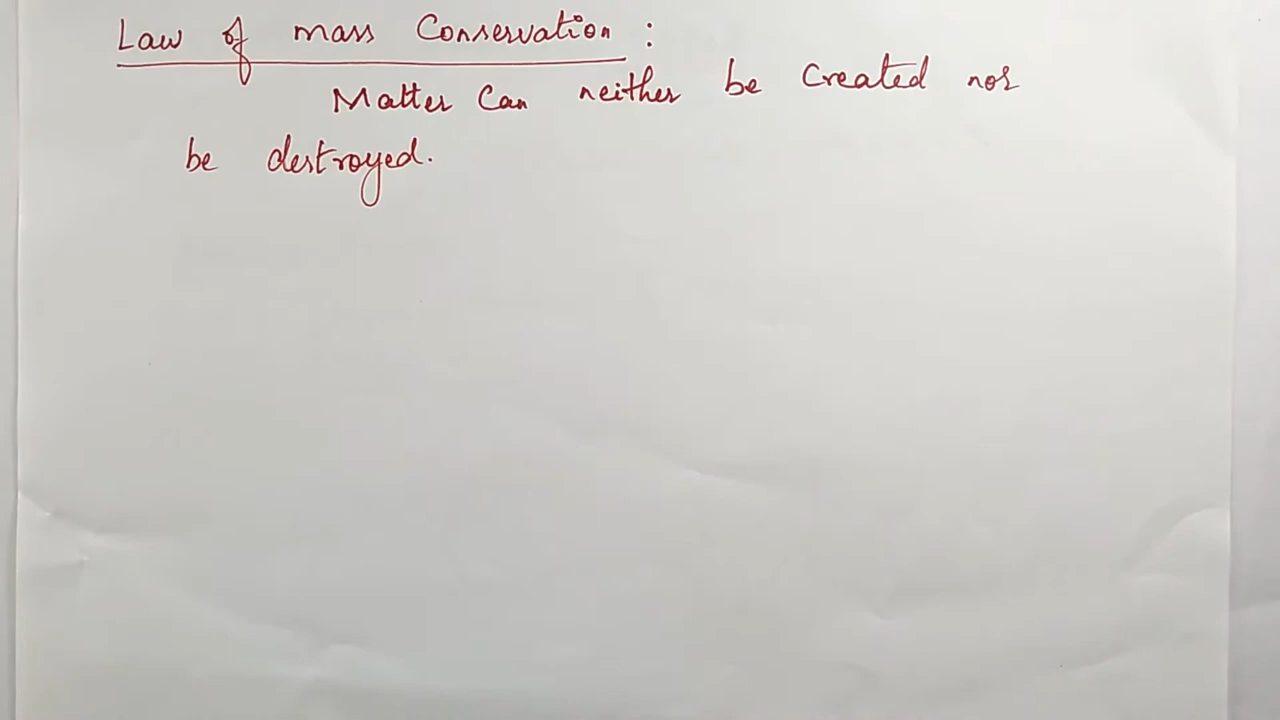 Law of mass Conservation :
Matter Can neither be Created nor
be destroyed.